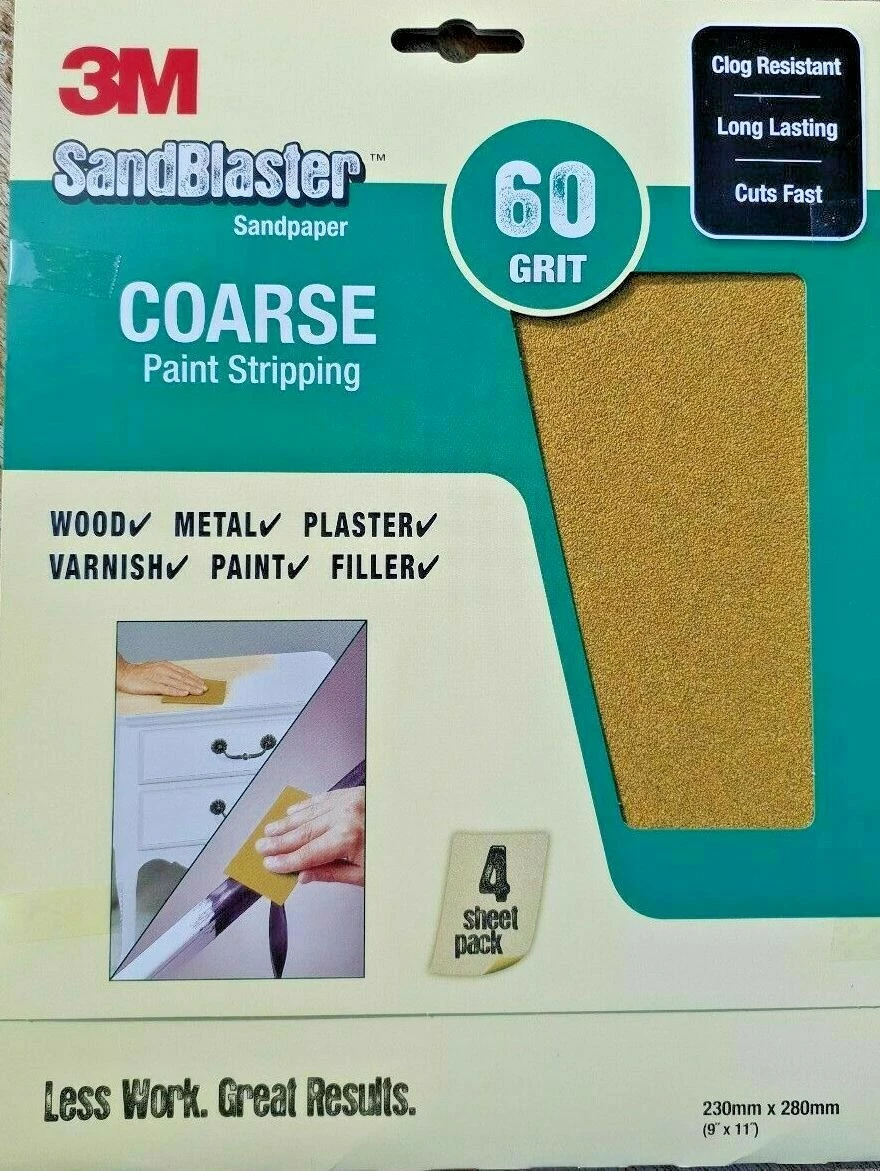 3M
SandBlaster™
Sandpaper
60
GRIT
Clog Resistant
Long Lasting
Cuts Fast
COARSE
Paint Stripping
WOOD✓ METAL✓ PLASTER✓
VARNISH✓ PAINT✓ FILLER✓
4
sheet
pack
Less Work. Great Results.
230mm x 280mm
(9" x 11")